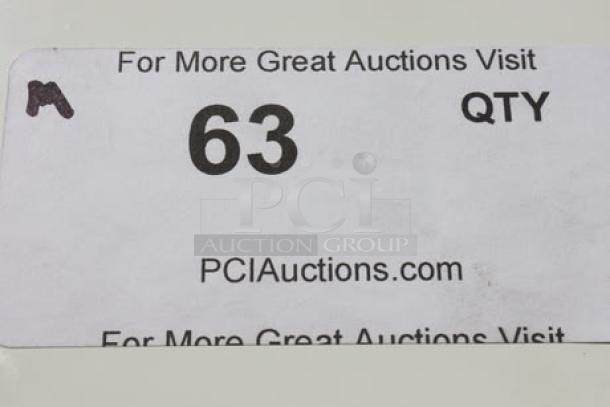 For More Great Auctions Visit
M
63
QTY
PCI
AUCTION GROUP
PCIAuctions.com
For More Great Auctions Visit